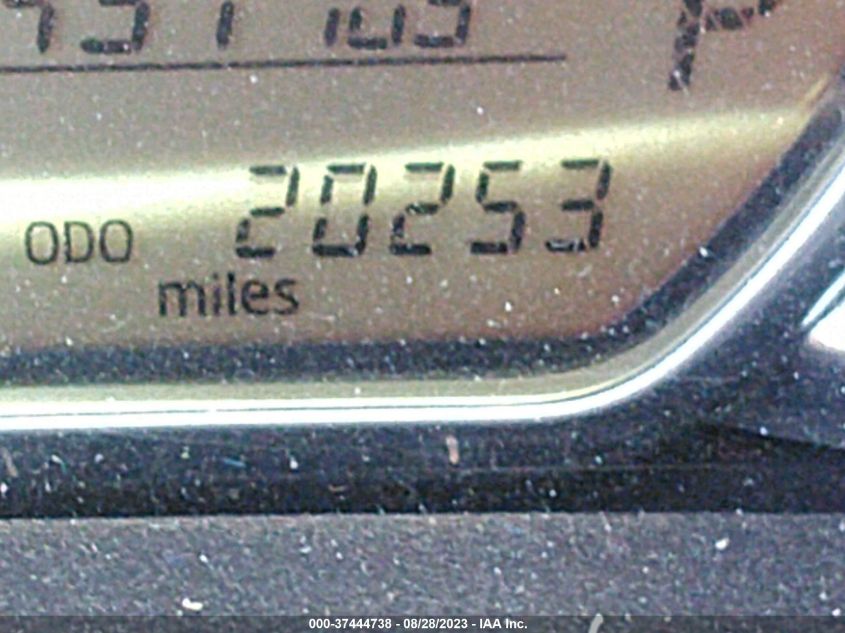 P
ODO 20253
miles
000-37444738 - 08/28/2023 - IAA Inc.